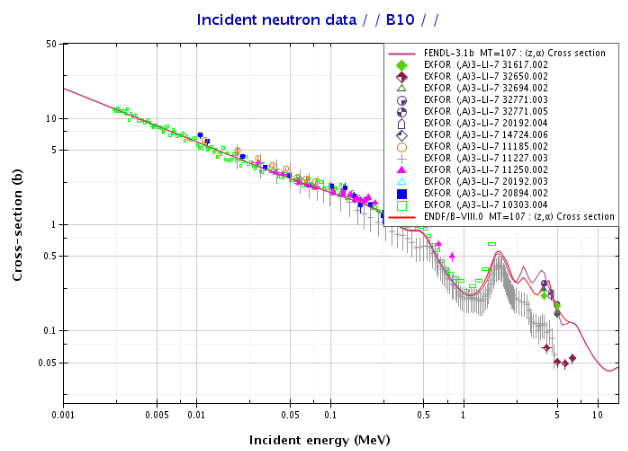 Incident neutron data / / B10 / /
FENDL-3.1b MT=107 : (z,α) Cross section
EXFOR (,A)3-LI-7 31617.002
EXFOR (,A)3-LI-7 32650.002
EXFOR (,A)3-LI-7 32694.002
EXFOR (,A)3-LI-7 32771.003
EXFOR (,A)3-LI-7 32771.005
EXFOR (,A)3-LI-7 20192.004
EXFOR (,A)3-LI-7 14724.006
EXFOR (,A)3-LI-7 11185.002
EXFOR (,A)3-LI-7 11227.003
EXFOR (,A)3-LI-7 11250.002
EXFOR (,A)3-LI-7 20192.003
EXFOR (,A)3-LI-7 20894.002
EXFOR (,A)3-LI-7 10303.004
ENDF/B-VIII.0 MT=107 : (z,α) Cross section
Cross-section (b)
50
10
5
1
0.5
0.1
0.05
0.001
0.005
0.01
0.05
0.1
0.5
1
5
10
Incident energy (MeV)